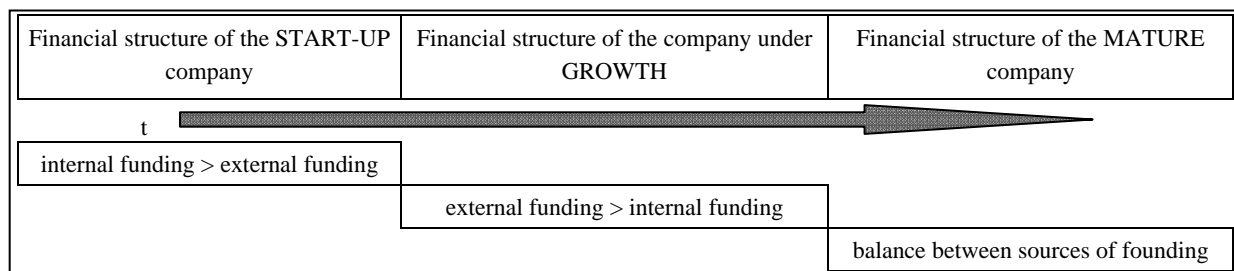 Financial structure of the START-UP
company
Financial structure of the company under
GROWTH
Financial structure of the MATURE
company
t
internal funding > external funding
external funding > internal funding
balance between sources of founding